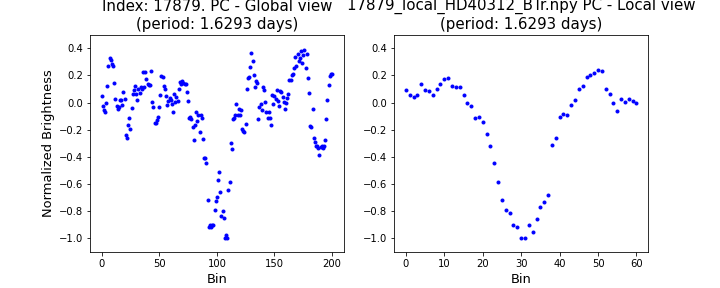 Index: 17879. PC - Global view
(period: 1.6293 days)
17879_local_HD40312_BTr.npy PC - Local view
(period: 1.6293 days)
Normalized Brightness
0.4
0.2
0.0
−0.2
−0.4
−0.6
−0.8
−1.0
0 50 100 150 200
Bin
0.4
0.2
0.0
−0.2
−0.4
−0.6
−0.8
−1.0
0 10 20 30 40 50 60
Bin